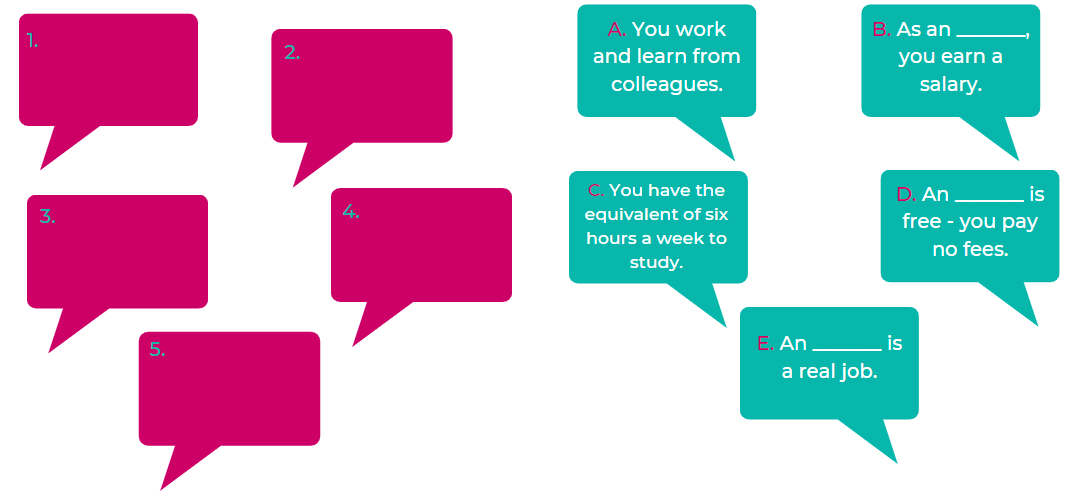 1.
2.
3.
4.
5.
A. You work
and learn from
colleagues.
B. As an _______,
you earn a
salary.
C. You have the
equivalent of six
hours a week to
study.
D. An _______ is
free - you pay
no fees.
E. An _______ is
a real job.